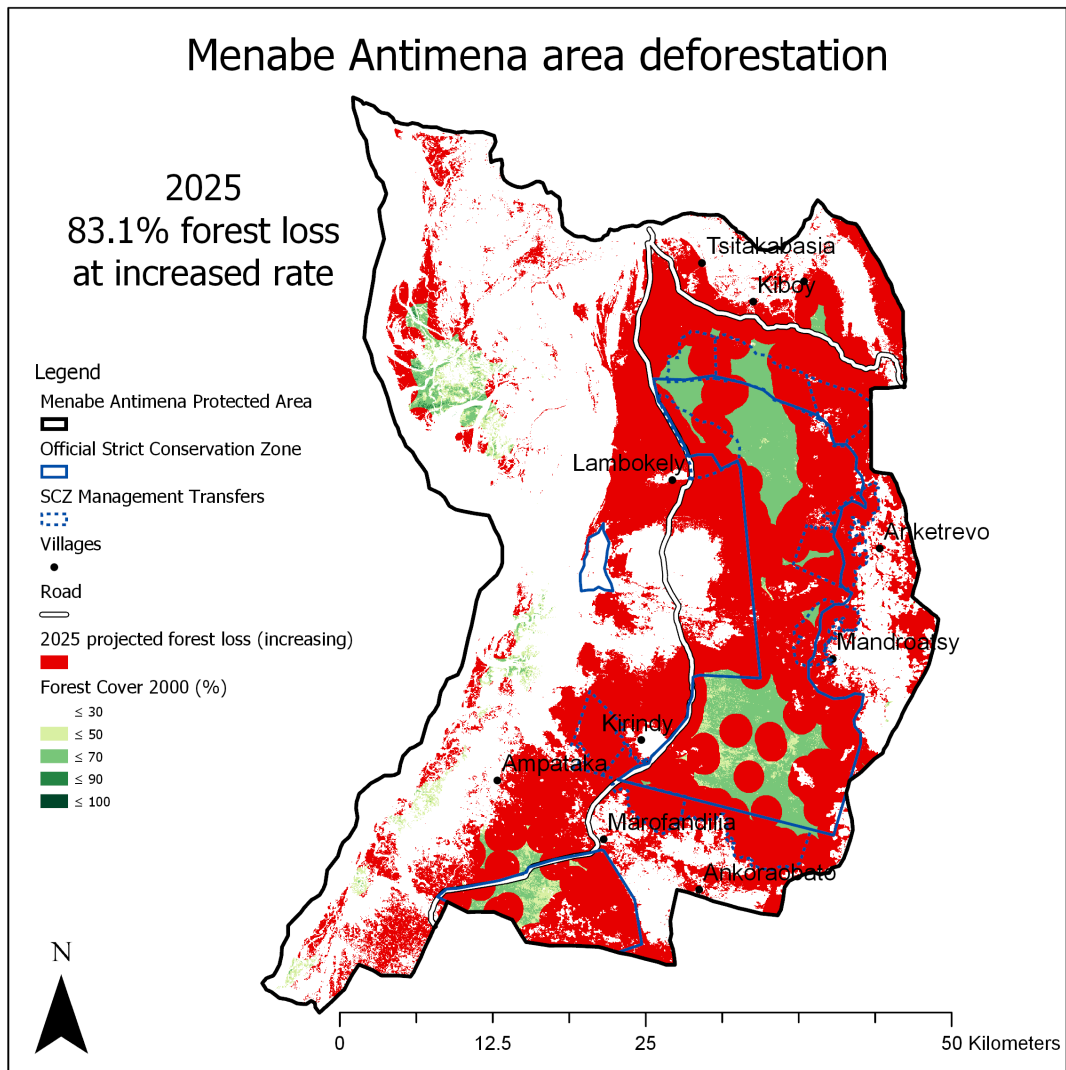 Menabe Antimena area deforestation
2025
83.1% forest loss
at increased rate
Tsitakabasia
Kiboy
Legend
Menabe Antimena Protected Area
Official Strict Conservation Zone
SCZ Management Transfers
Villages
Road
2025 projected forest loss (increasing)
Forest Cover 2000 (%)
≤ 30
≤ 50
≤ 70
≤ 90
≤ 100
Lambokely
Anketrevo
Mandroatsy
Kirindy
Ampataka
Marofandilia
Ankoraobato
N
0 12.5 25 50 Kilometers